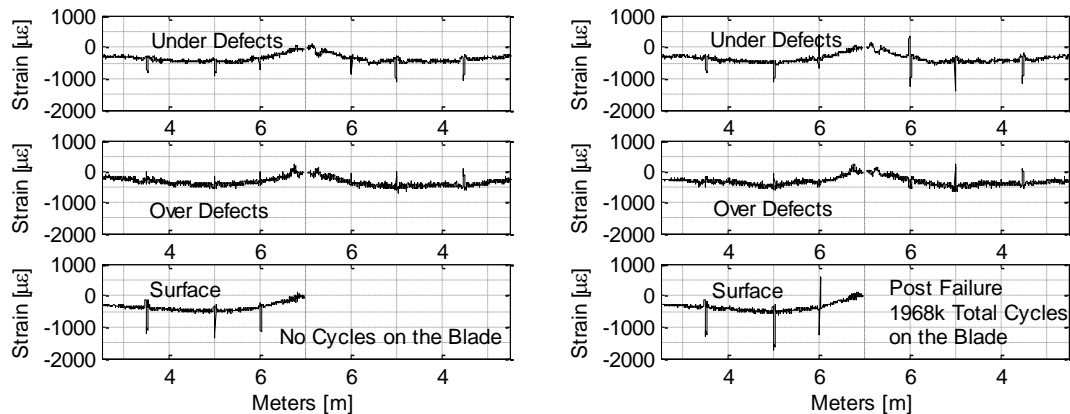 1000
0
-1000
-2000
Strain [µε]
Under Defects
4 6 6 4
1000
0
-1000
-2000
Strain [µε]
Over Defects
4 6 6 4
1000
0
-1000
-2000
Strain [µε]
Surface
No Cycles on the Blade
4 6 6 4
Meters [m]
1000
0
-1000
-2000
Strain [µε]
Under Defects
4 6 6 4
1000
0
-1000
-2000
Strain [µε]
Over Defects
4 6 6 4
1000
0
-1000
-2000
Strain [µε]
Surface
Post Failure
1968k Total Cycles
on the Blade
4 6 6 4
Meters [m]